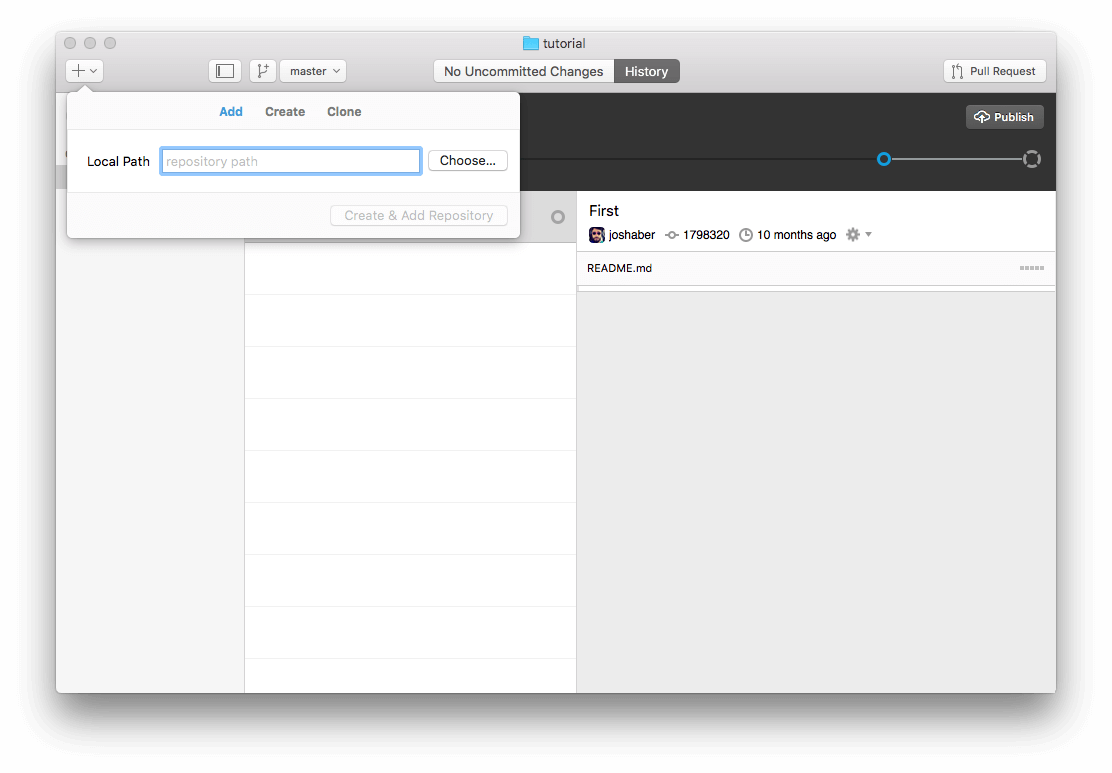 tutorial
master
No Uncommitted Changes
History
Pull Request
Add Create Clone
Publish
Local Path repository path Choose...
Create & Add Repository
First
joshaber 1798320 10 months ago
README.md